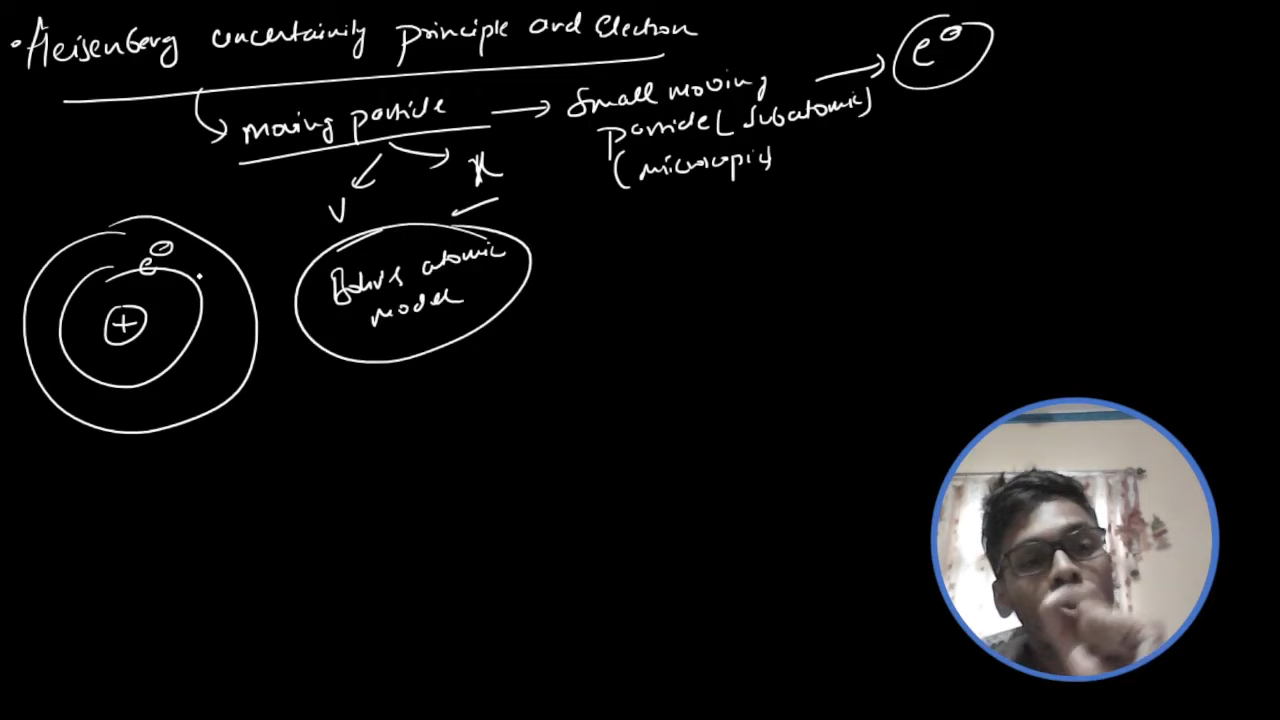 • Heisenberg uncertainity principle and Electron
Moving particle → Small moving
particle (subatomic) → e⊖
(microscopic)
V x
Bohr's atomic
model
e⊖
+